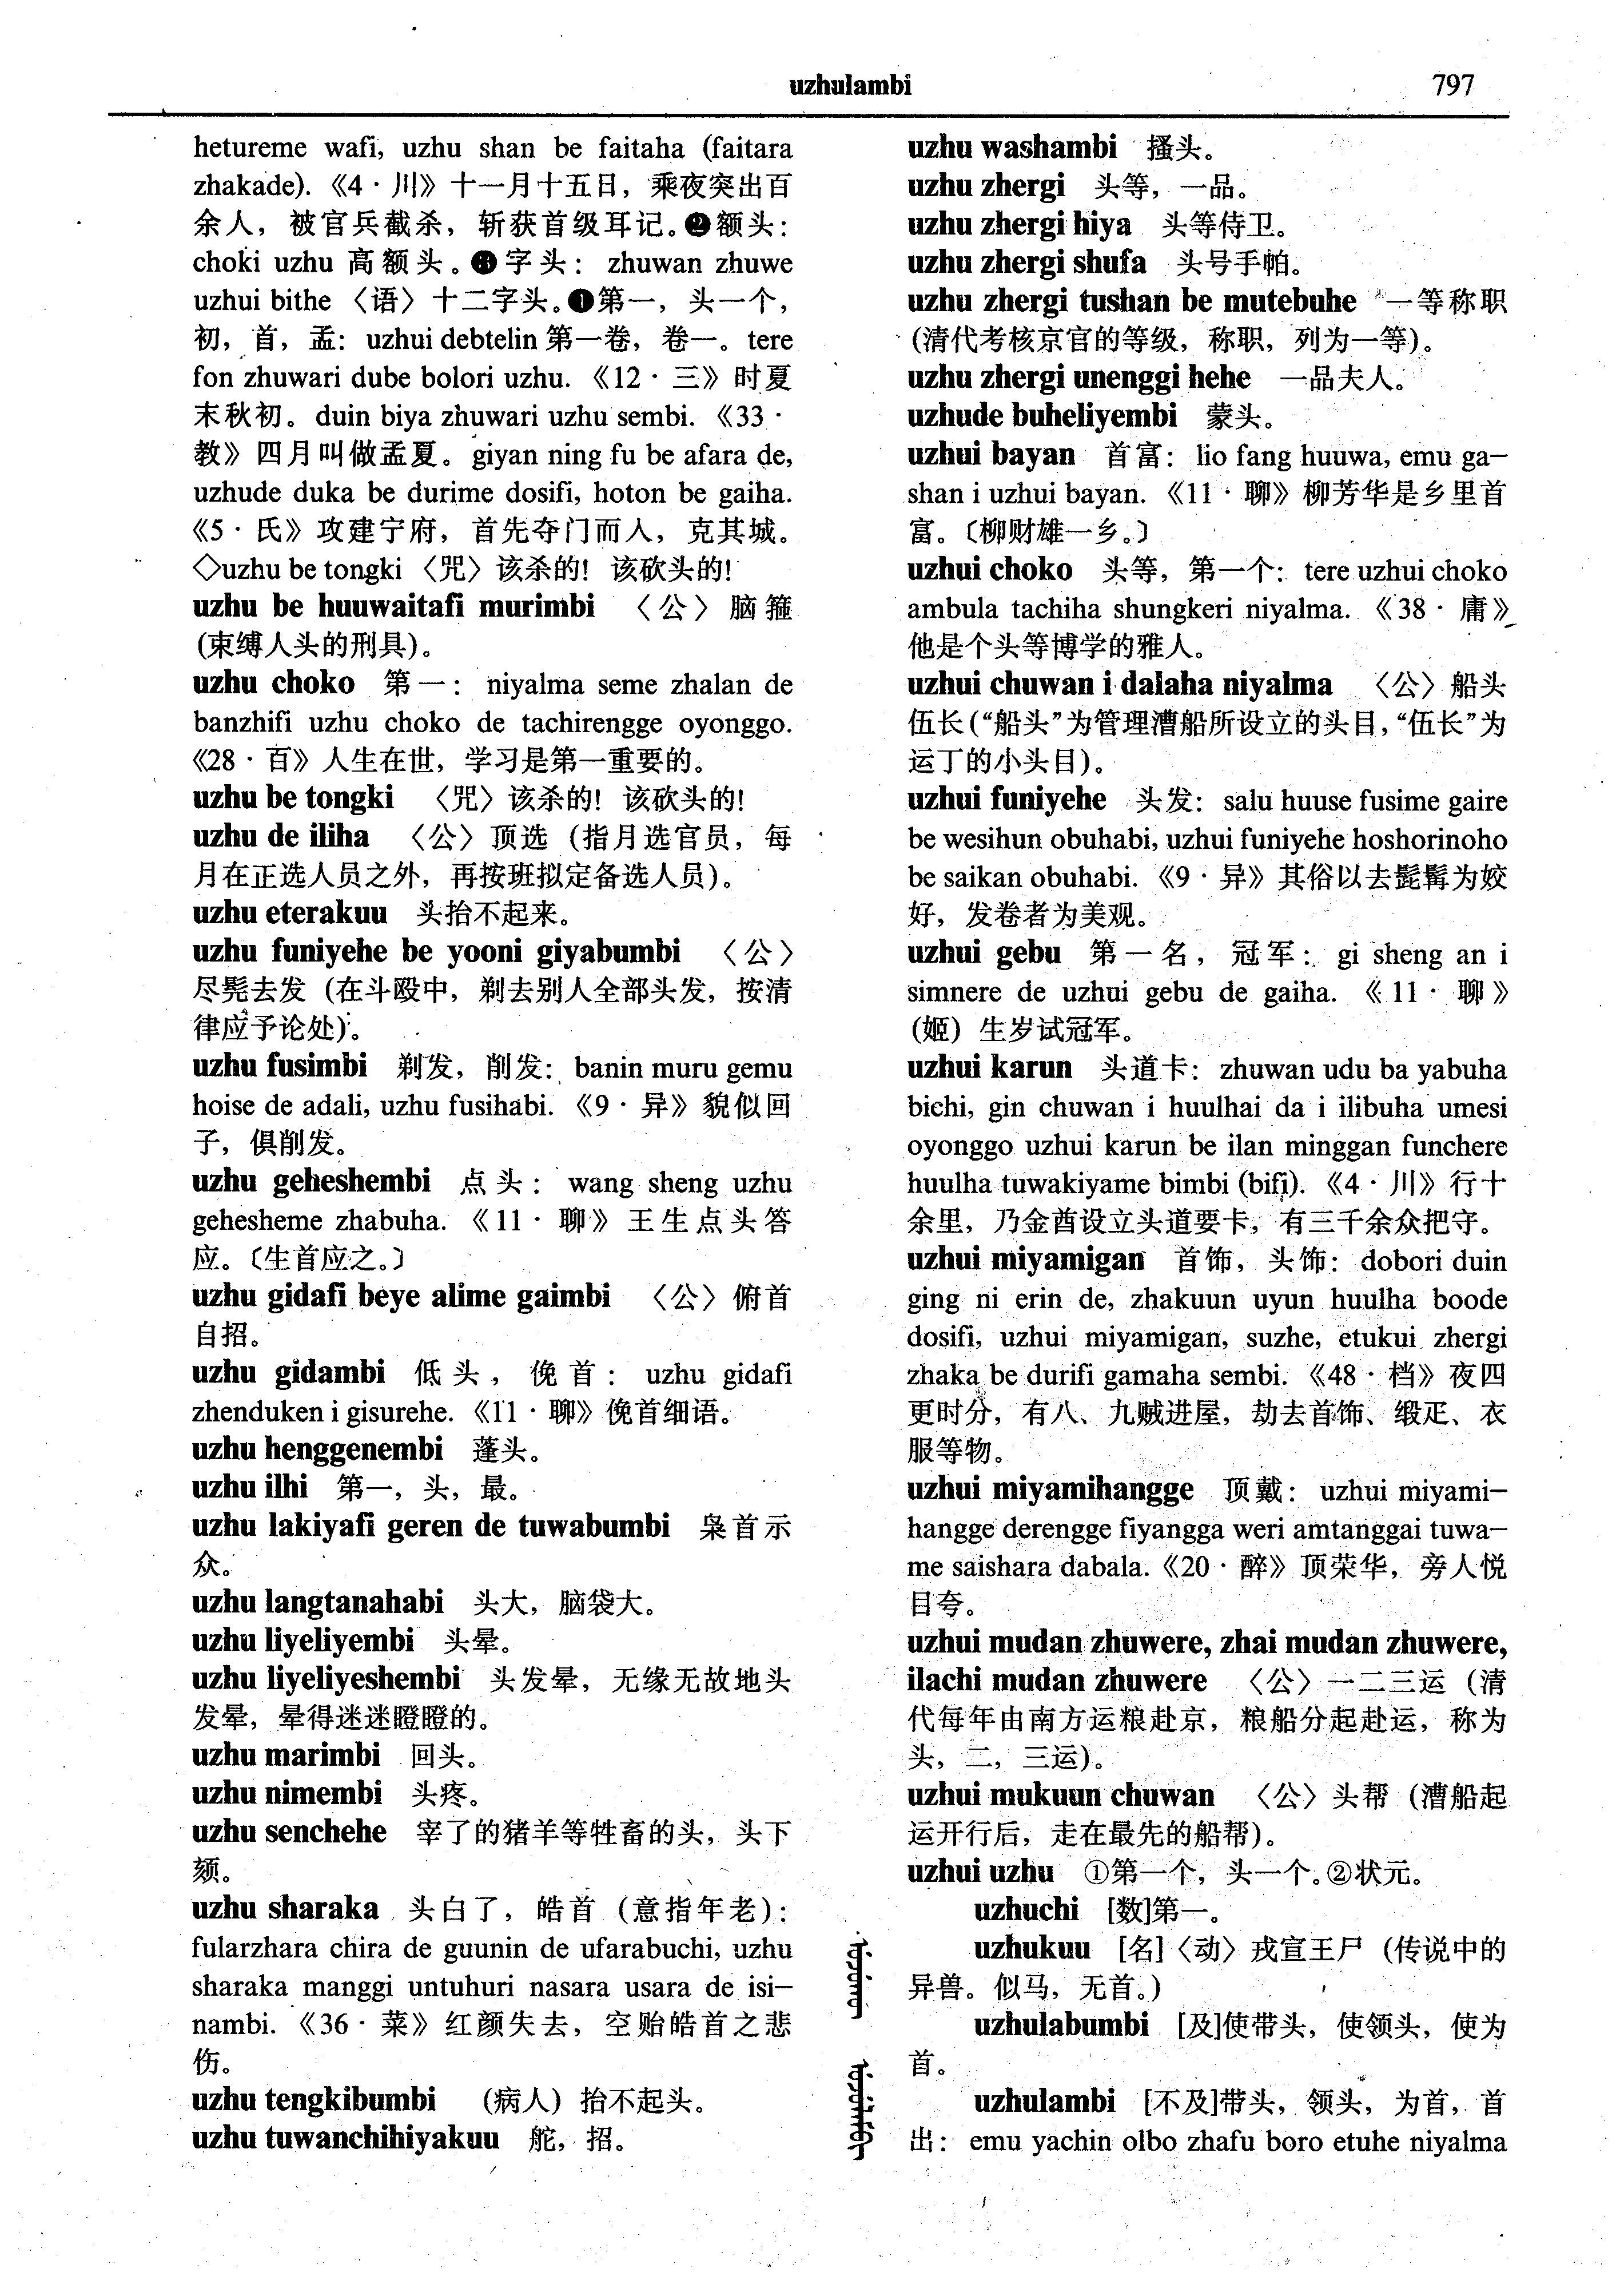 uzhulambi
797
hetureme wafi, uzhu shan be faitaha (faitara
zhakade).《4·川》十一月十五日，乘夜突出百
余人，被官兵截杀，斩获首级耳记。❷额头：
choki uzhu 高额头。❸字头：zhuwan zhuwe
uzhui bithe〈语〉十二字头。❶第一，头一个，
初，首，孟：uzhui debtelin 第一卷，卷一。tere
fon zhuwari dube bolori uzhu.《12·三》时夏
末秋初。duin biya zhuwari uzhu sembi.《33·
教》四月叫做孟夏。giyan ning fu be afara de,
uzhude duka be durime dosifi, hoton be gaiha.
《5·氏》攻建宁府，首先夺门而人，克其城。
◇uzhu be tongki〈咒〉该杀的！该砍头的！
uzhu be huuwaitafi murimbi 〈公〉脑箍
(束缚人头的刑具)。
uzhu choko 第一：niyalma seme zhalan de
banzhifi uzhu choko de tachirengge oyonggo.
《28·百》人生在世，学习是第一重要的。
uzhu be tongki 〈咒〉该杀的！该砍头的！
uzhu de iliha 〈公〉顶选（指月选官员，每
月在正选人员之外，再按班拟定备选人员)。
uzhu eterakuu 头抬不起来。
uzhu funiyehe be yooni giyabumbi 〈公〉
尽髡去发（在斗殴中，剃去别人全部头发，按清
律应予论处)。
uzhu fusimbi 剃发，削发：banin muru gemu
hoise de adali, uzhu fusihabi.《9·异》貌似回
子，俱削发。
uzhu geheshembi 点头：wang sheng uzhu
gehesheme zhabuha.《11·聊》王生点头答
应。〔生首应之。〕
uzhu gidafi beye alime gaimbi 〈公〉俯首
自招。
uzhu gidambi 低头，俛首：uzhu gidafi
zhenduken i gisurehe.《11·聊》俛首细语。
uzhu henggenembi 蓬头。
uzhu ilhi 第一，头，最。
uzhu lakiyafi geren de tuwabumbi 枭首示
众。
uzhu langtanahabi 头大，脑袋大。
uzhu liyeliyembi 头晕。
uzhu liyeliyeshembi 头发晕，无缘无故地头
发晕，晕得迷迷瞪瞪的。
uzhu marimbi 回头。
uzhu nimembi 头疼。
uzhu senchehe 宰了的猪羊等牲畜的头，头下
颏。
uzhu sharaka 头白了，皓首（意指年老）：
fularzhara chira de guunin de ufarabuchi, uzhu
sharaka manggi untuhuri nasara usara de isi-
nambi.《36·菜》红颜失去，空贻皓首之悲
伤。
uzhu tengkibumbi （病人）抬不起头。
uzhu tuwanchihiyakuu 舵，招。
uzhu washambi 搔头。
uzhu zhergi 头等，一品。
uzhu zhergi hiya 头等侍卫。
uzhu zhergi shufa 头号手帕。
uzhu zhergi tushan be mutebuhe 一等称职
(清代考核京官的等级，称职，列为一等)。
uzhu zhergi unenggi hehe 一品夫人。
uzhude buheliyembi 蒙头。
uzhui bayan 首富：lio fang huuwa, emu ga-
shan i uzhui bayan.《11·聊》柳芳华是乡里首
富。〔柳财雄一乡。〕
uzhui choko 头等，第一个：tere uzhui choko
ambula tachiha shungkeri niyalma.《38·庸》
他是个头等博学的雅人。
uzhui chuwan i dalaha niyalma 〈公〉船头
伍长(“船头”为管理漕船所设立的头目，“伍长”为
运丁的小头目)。
uzhui funiyehe 头发：salu huuse fusime gaire
be wesihun obuhabi, uzhui funiyehe hoshorinoho
be saikan obuhabi.《9·异》其俗以去髭髯为姣
好，发卷者为美观。
uzhui gebu 第一名，冠军：gi sheng an i
simnere de uzhui gebu de gaiha.《11·聊》
(姬）生岁试冠军。
uzhui karun 头道卡：zhuwan udu ba yabuha
bichi, gin chuwan i huulhai da i ilibuha umesi
oyonggo uzhui karun be ilan minggan funchere
huulha tuwakiyame bimbi (bifi).《4·川》行十
余里，乃金酋设立头道要卡，有三千余众把守。
uzhui miyamigan 首饰，头饰：dobori duin
ging ni erin de, zhakuun uyun huulha boode
dosifi, uzhui miyamigan, suzhe, etukui zhergi
zhaka be durifi gamaha sembi.《48·档》夜四
更时分，有八、九贼进屋，劫去首饰、缎疋、衣
服等物。
uzhui miyamihangge 顶戴：uzhui miyami-
hangge derengge fiyangga weri amtanggai tuwa-
me saishara dabala.《20·醉》顶荣华，旁人悦
目夸。
uzhui mudan zhuwere, zhai mudan zhuwere,
ilachi mudan zhuwere 〈公〉一二三运（清
代每年由南方运粮赴京，粮船分起赴运，称为
头，二，三运)。
uzhui mukuun chuwan 〈公〉头帮（漕船起
运开行后，走在最先的船帮)。
uzhui uzhu ①第一个，头一个。②状元。
uzhuchi [数]第一。
uzhukuu [名]〈动〉戎宣王尸（传说中的
异兽。似马，无首。)
uzhulabumbi [及]使带头，使领头，使为
首。
uzhulambi [不及]带头，领头，为首，首
出：emu yachin olbo zhafu boro etuhe niyalma